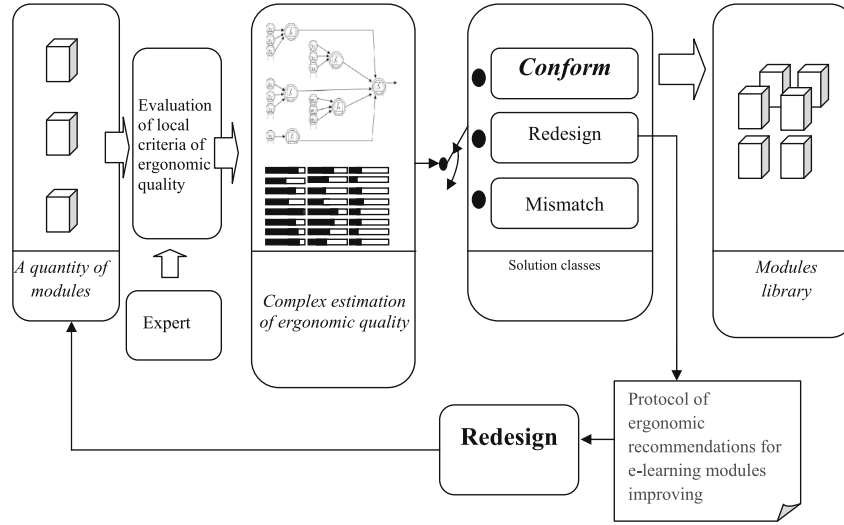 A quantity of
modules
Evaluation
of local
criteria of
ergonomic
quality
Expert
Complex estimation
of ergonomic quality
Conform
Redesign
Mismatch
Solution classes
Modules
library
Protocol of
ergonomic
recommendations for
e-learning modules
improving
Redesign